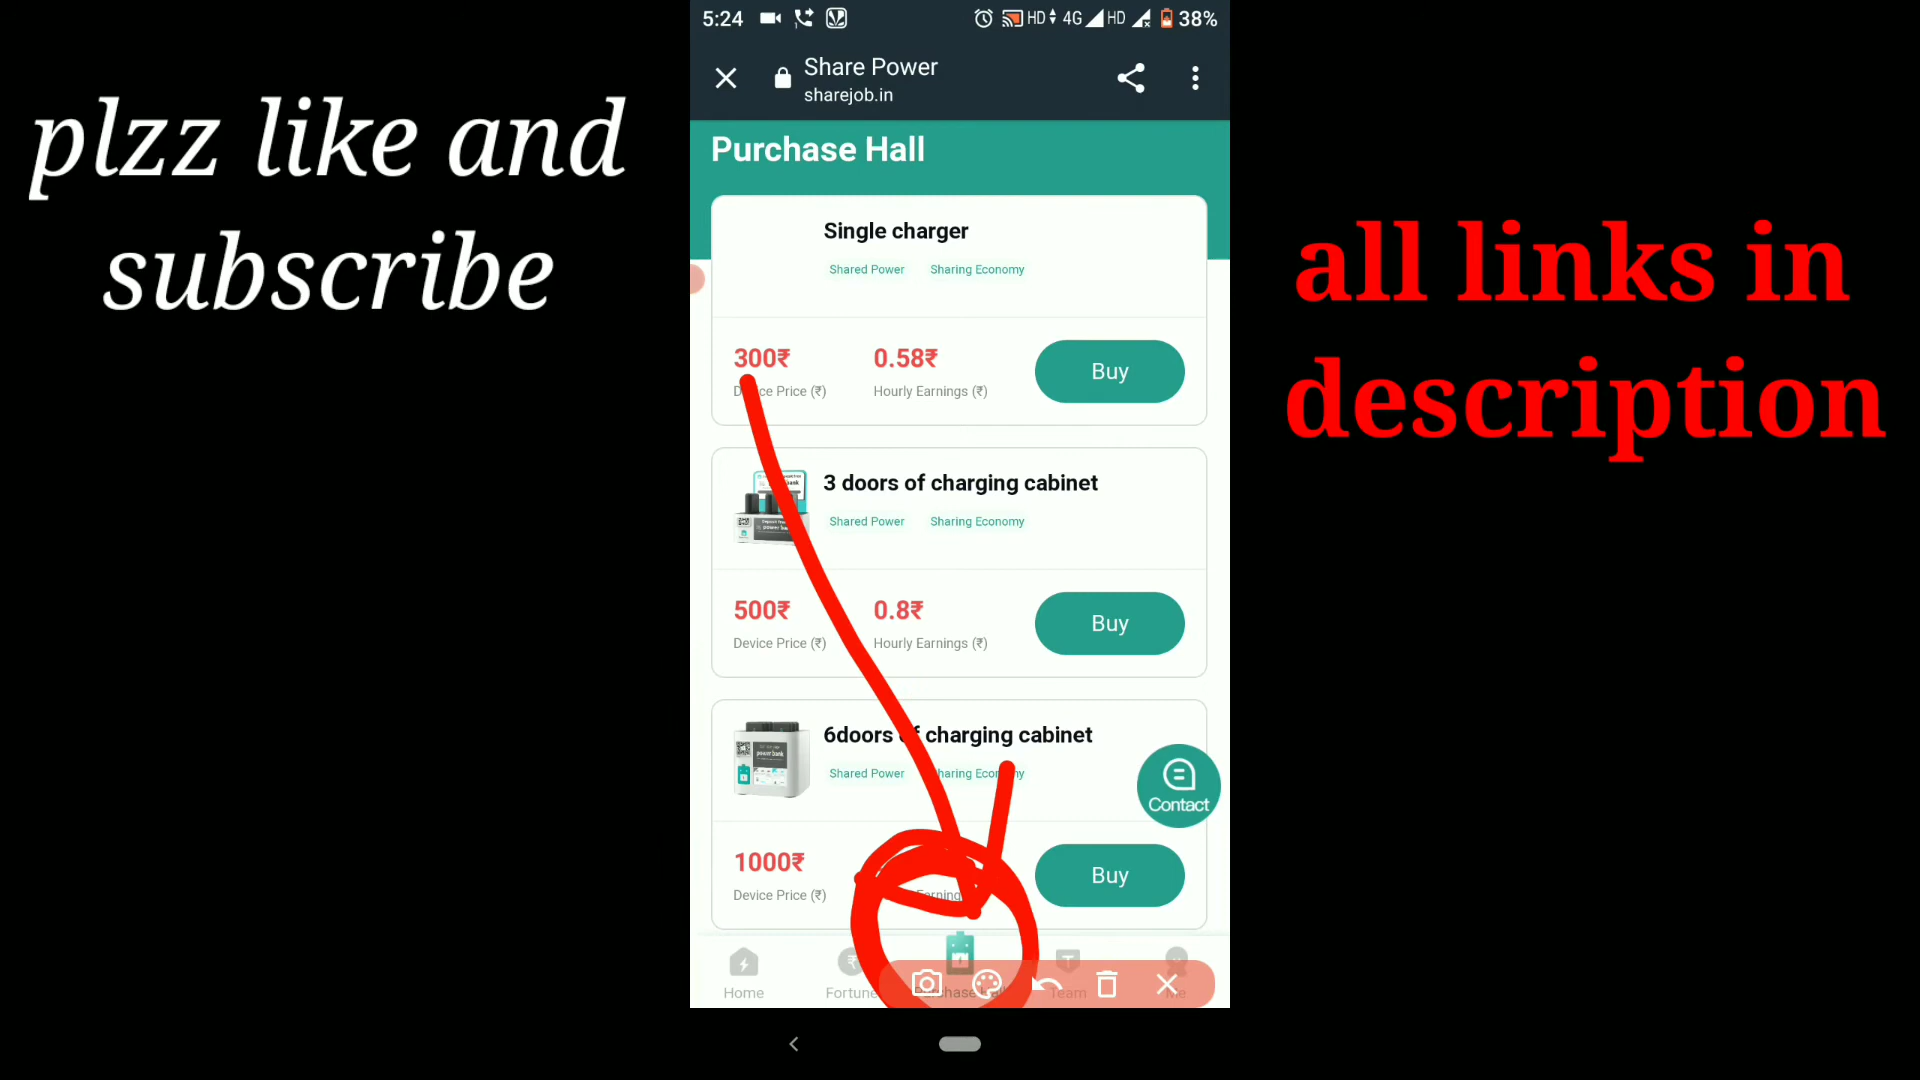 plzz like and
subscribe
5:24
HD 4G HD 38%
Share Power
sharejob.in
Purchase Hall
Single charger
Shared Power Sharing Economy
300₹ 0.58₹ Buy
Device Price (₹) Hourly Earnings (₹)
3 doors of charging cabinet
Shared Power Sharing Economy
500₹ 0.8₹ Buy
Device Price (₹) Hourly Earnings (₹)
6doors of charging cabinet
Shared Power Sharing Economy
Contact
1000₹ Buy
Device Price (₹) Earning
Home Fortune Purchase Hall Team Me
all links in
description